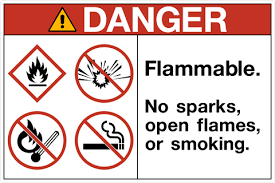 DANGER
Flammable.
No sparks,
open flames,
or smoking.